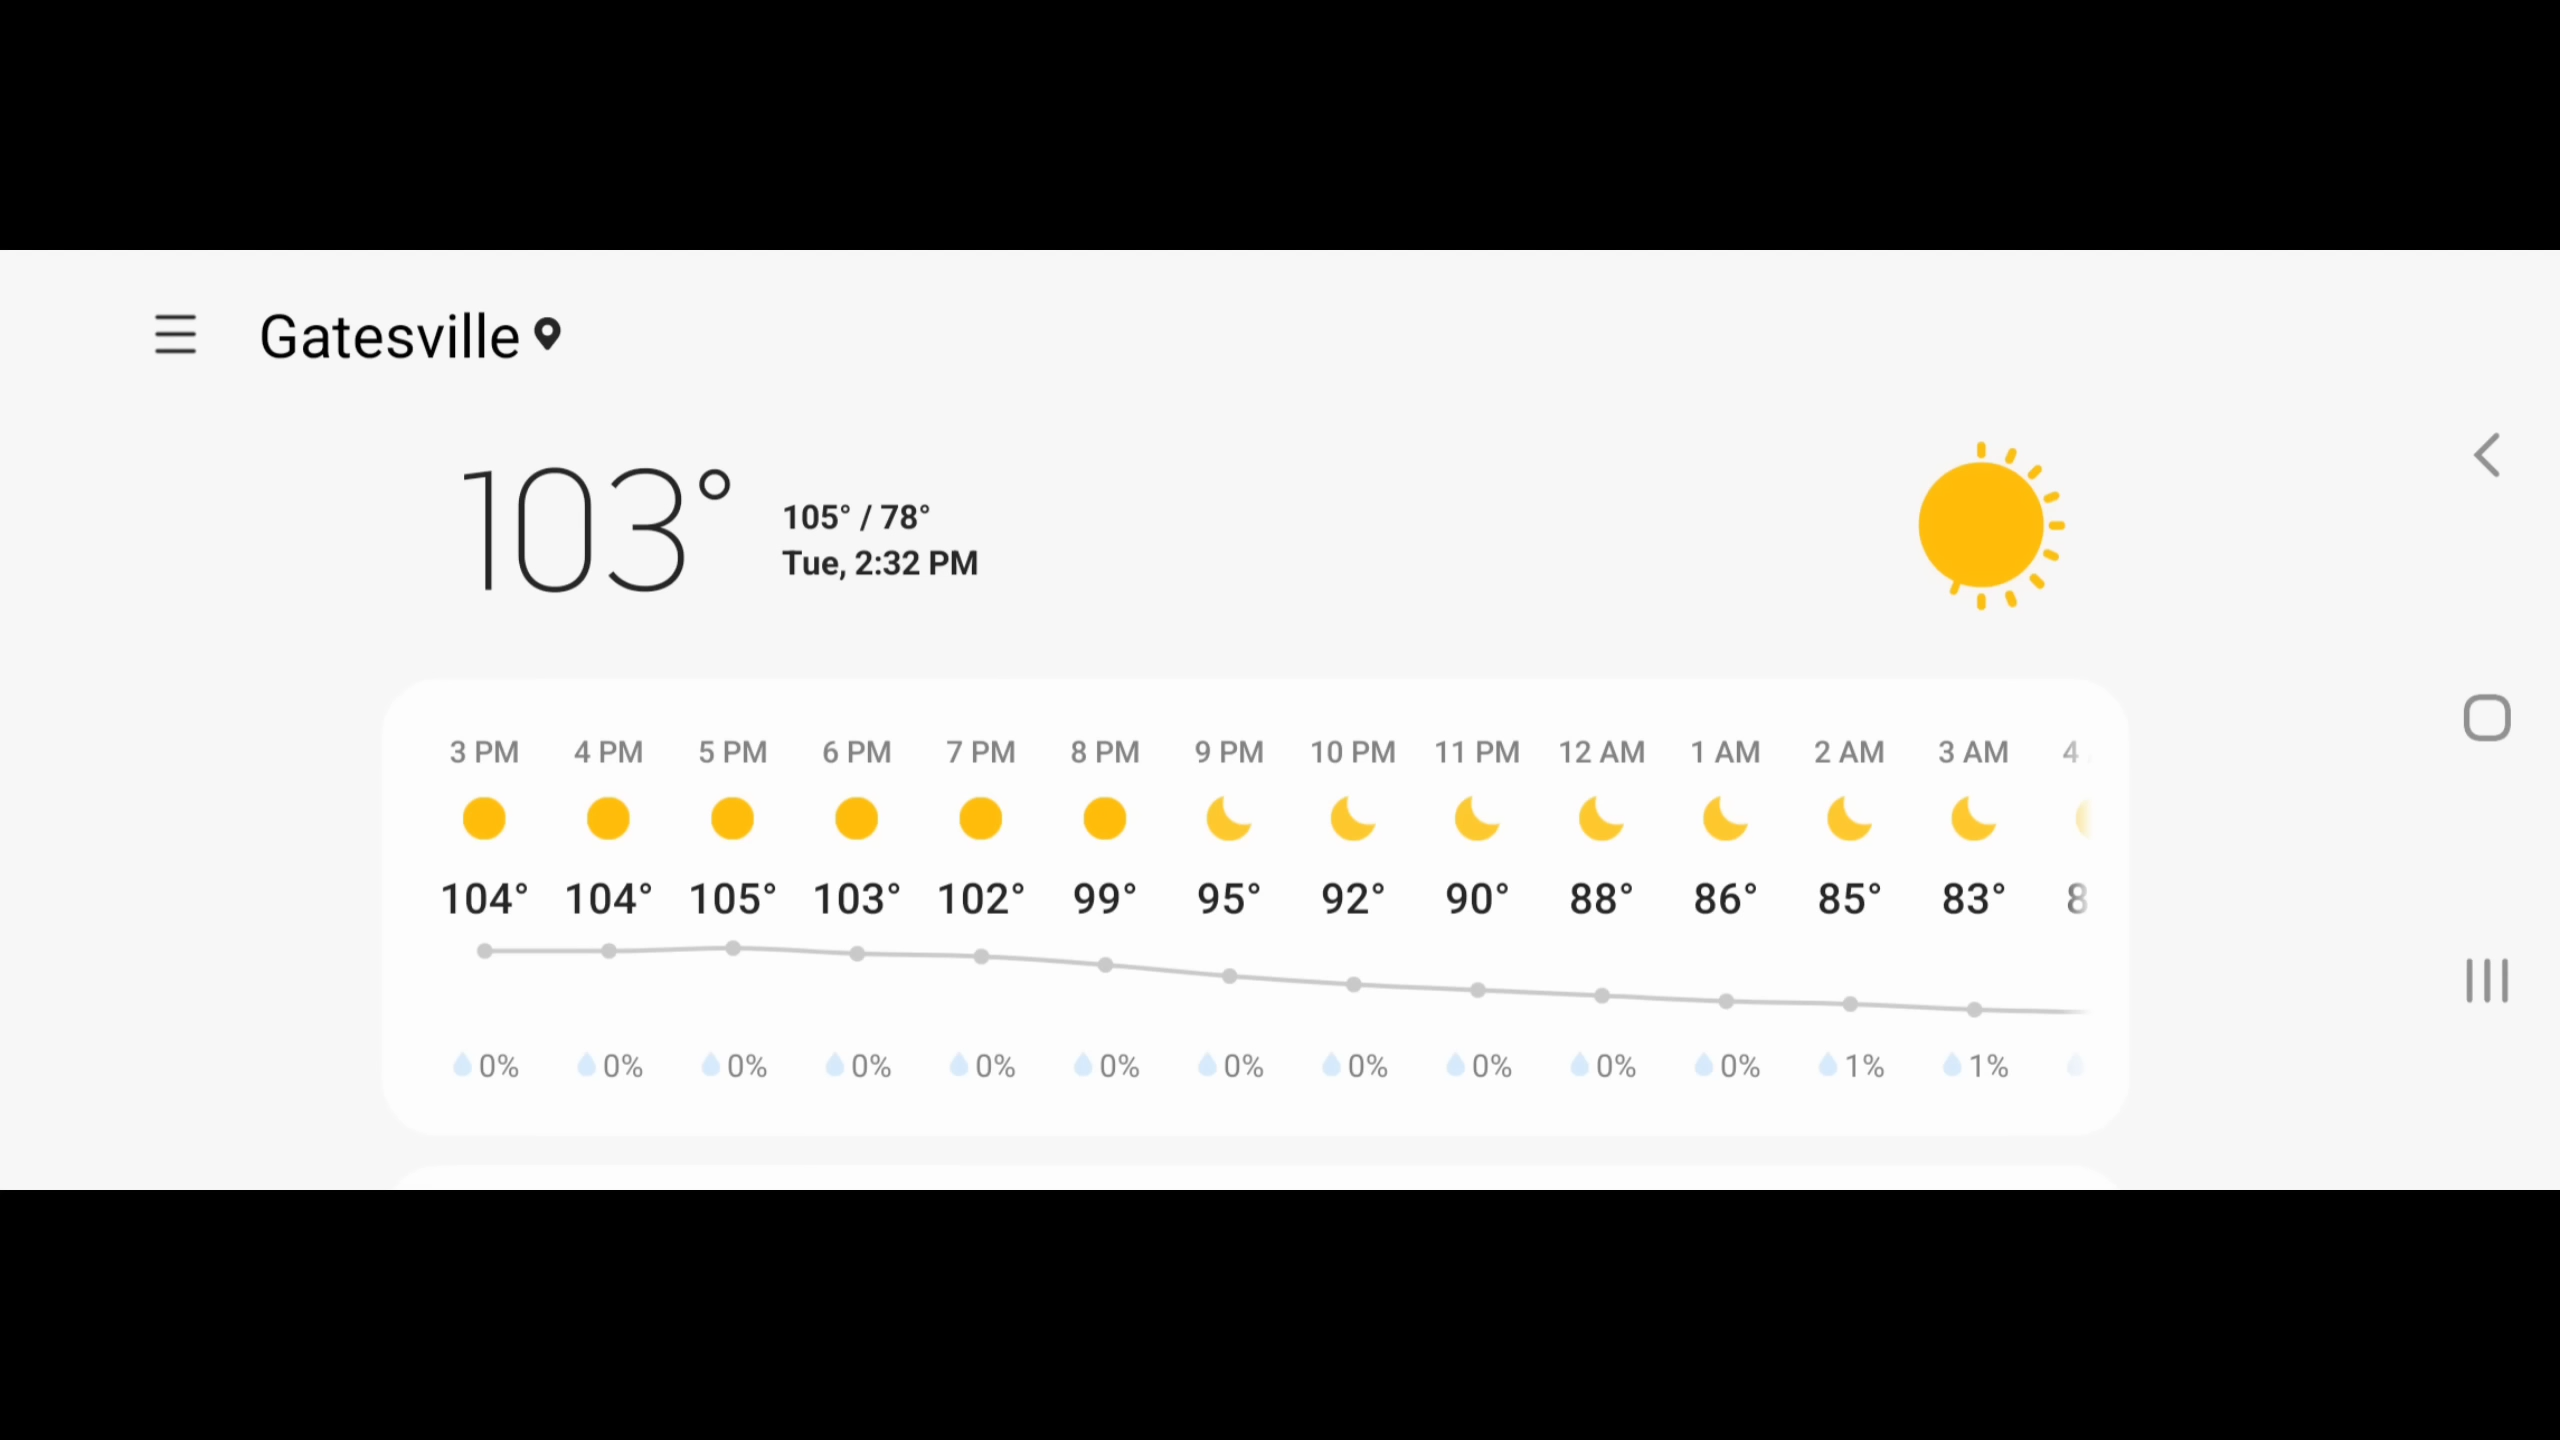 Gatesville
103°
105° / 78°
Tue, 2:32 PM
3 PM 4 PM 5 PM 6 PM 7 PM 8 PM 9 PM 10 PM 11 PM 12 AM 1 AM 2 AM 3 AM 4
104° 104° 105° 103° 102° 99° 95° 92° 90° 88° 86° 85° 83°
0% 0% 0% 0% 0% 0% 0% 0% 0% 0% 0% 1% 1%